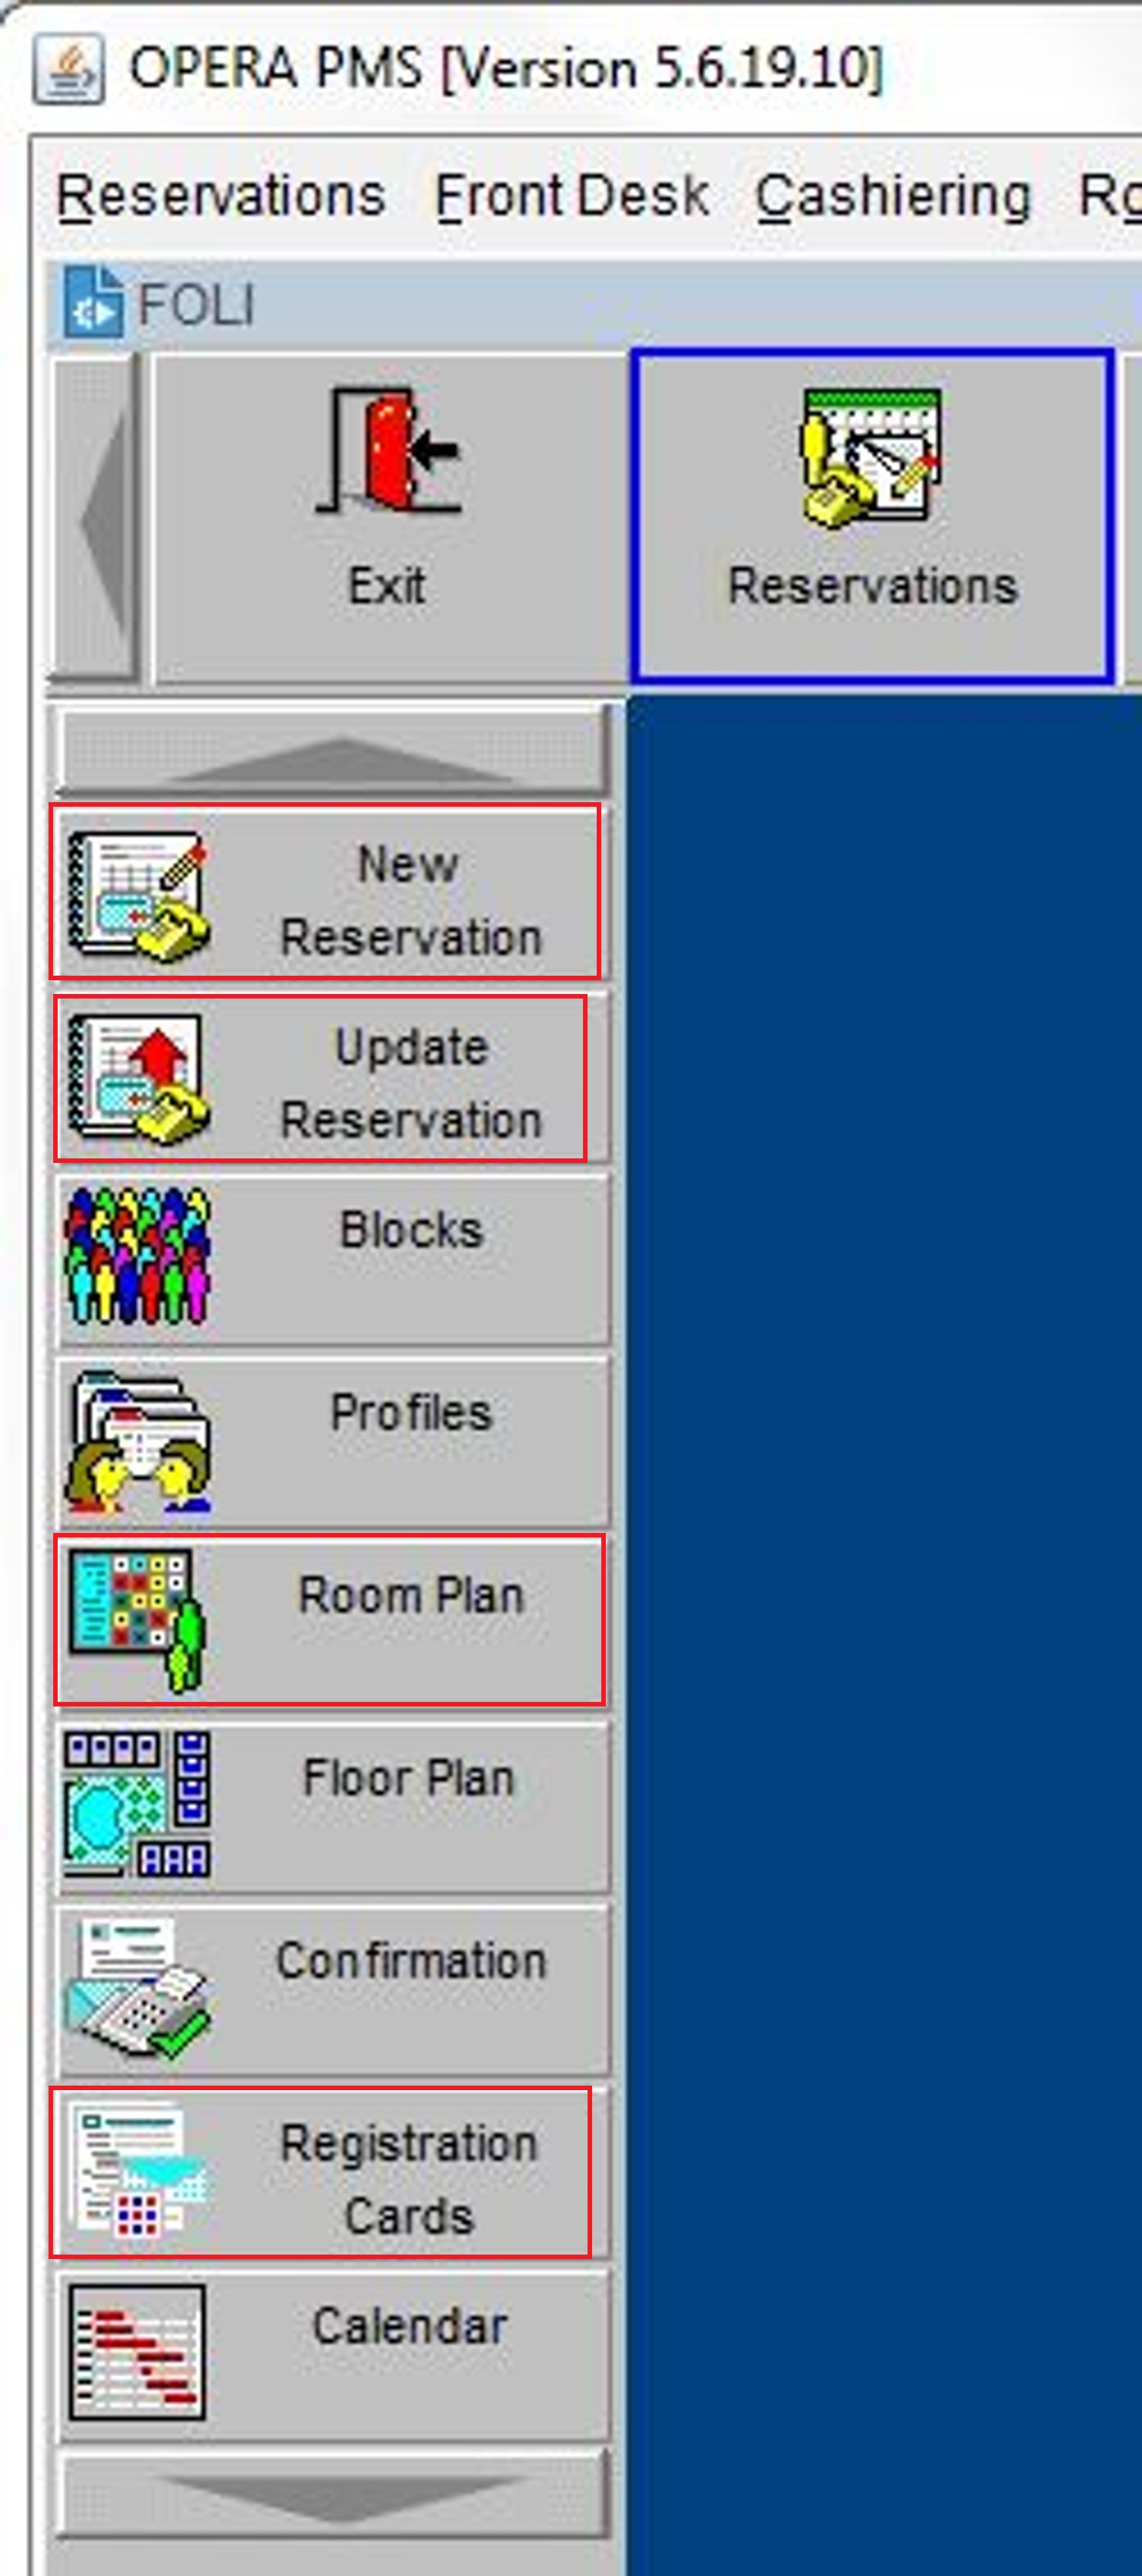 OPERA PMS [Version 5.6.19.10]
Reservations Front Desk Cashiering
FOLI
Exit
Reservations
New
Reservation
Update
Reservation
Blocks
Profiles
Room Plan
Floor Plan
Confirmation
Registration
Cards
Calendar